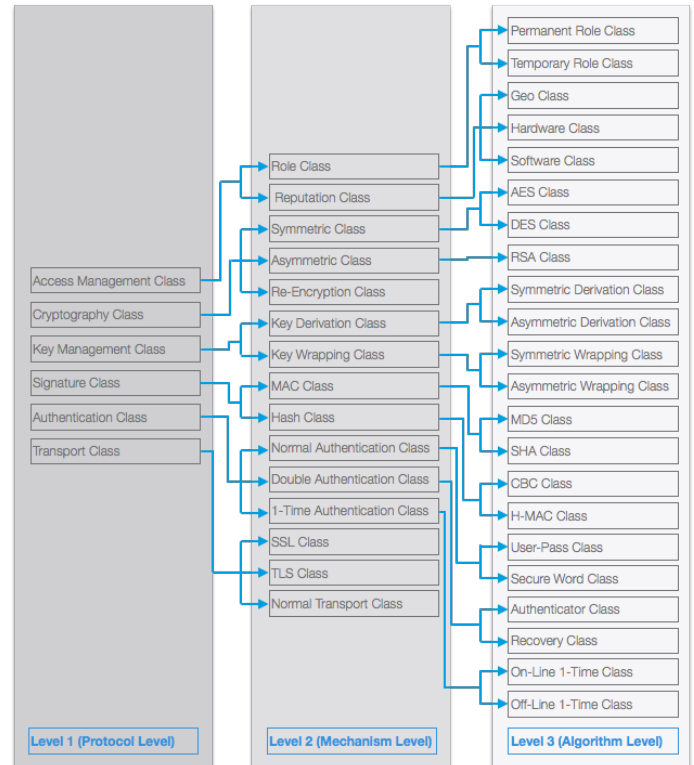 Access Management Class
Cryptography Class
Key Management Class
Signature Class
Authentication Class
Transport Class
Level 1 (Protocol Level)
Role Class
Reputation Class
Symmetric Class
Asymmetric Class
Re-Encryption Class
Key Derivation Class
Key Wrapping Class
MAC Class
Hash Class
Normal Authentication Class
Double Authentication Class
1-Time Authentication Class
SSL Class
TLS Class
Normal Transport Class
Level 2 (Mechanism Level)
Permanent Role Class
Temporary Role Class
Geo Class
Hardware Class
Software Class
AES Class
DES Class
RSA Class
Symmetric Derivation Class
Asymmetric Derivation Class
Symmetric Wrapping Class
Asymmetric Wrapping Class
MD5 Class
SHA Class
CBC Class
H-MAC Class
User-Pass Class
Secure Word Class
Authenticator Class
Recovery Class
On-Line 1-Time Class
Off-Line 1-Time Class
Level 3 (Algorithm Level)